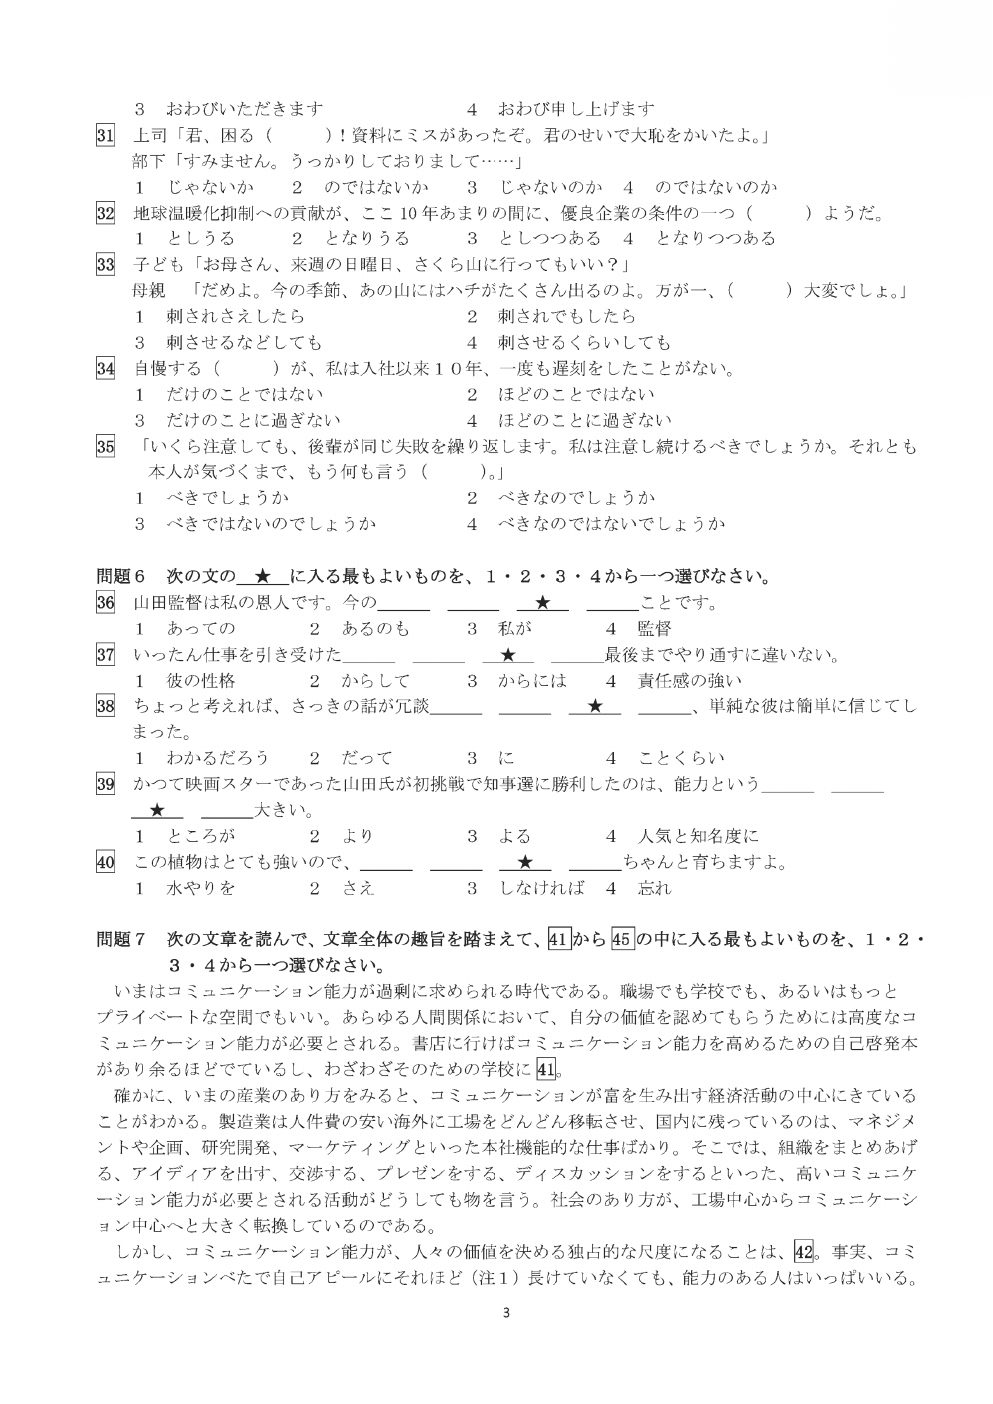 3　おわびいただきます　4　おわび申し上げます
31　上司「君、困る（　　　）！資料にミスがあったぞ。君のせいで大恥をかいたよ。」
部下「すみません。うっかりしておりまして……」
1　じゃないか　2　のではないか　3　じゃないのか　4　のではないのか
32　地球温暖化抑制への貢献が、ここ10年あまりの間に、優良企業の条件の一つ（　　　）ようだ。
1　としうる　2　となりうる　3　としつつある　4　となりつつある
33　子ども「お母さん、来週の日曜日、さくら山に行ってもいい？」
母親　「だめよ。今の季節、あの山にはハチがたくさん出るのよ。万が一、（　　　）大変でしょ。」
1　刺されさえしたら　2　刺されでもしたら
3　刺させるなどしても　4　刺させるくらいしても
34　自慢する（　　　）が、私は入社以来１０年、一度も遅刻をしたことがない。
1　だけのことではない　2　ほどのことではない
3　だけのことに過ぎない　4　ほどのことに過ぎない
35　「いくら注意しても、後輩が同じ失敗を繰り返します。私は注意し続けるべきでしょうか。それとも
本人が気づくまで、もう何も言う（　　　）。」
1　べきでしょうか　2　べきなのでしょうか
3　べきではないのでしょうか　4　べきなのではないでしょうか
問題６　次の文の＿★＿に入る最もよいものを、１・２・３・４から一つ選びなさい。
36　山田監督は私の恩人です。今の＿＿＿　＿＿＿　＿★＿　＿＿＿ことです。
1　あっての　2　あるのも　3　私が　4　監督
37　いったん仕事を引き受けた＿＿＿　＿＿＿　＿★＿　＿＿＿最後までやり通すに違いない。
1　彼の性格　2　からして　3　からには　4　責任感の強い
38　ちょっと考えれば、さっきの話が冗談＿＿＿　＿＿＿　＿★＿　＿＿＿、単純な彼は簡単に信じてし
まった。
1　わかるだろう　2　だって　3　に　4　ことくらい
39　かつて映画スターであった山田氏が初挑戦で知事選に勝利したのは、能力という＿＿＿　＿＿＿
＿★＿　＿＿＿大きい。
1　ところが　2　より　3　よる　4　人気と知名度に
40　この植物はとても強いので、＿＿＿　＿＿＿　＿★＿　＿＿＿ちゃんと育ちますよ。
1　水やりを　2　さえ　3　しなければ　4　忘れ
問題７　次の文章を読んで、文章全体の趣旨を踏まえて、41から45の中に入る最もよいものを、１・２・
３・４から一つ選びなさい。
いまはコミュニケーション能力が過剰に求められる時代である。職場でも学校でも、あるいはもっと
プライベートな空間でもいい。あらゆる人間関係において、自分の価値を認めてもらうためには高度なコ
ミュニケーション能力が必要とされる。書店に行けばコミュニケーション能力を高めるための自己啓発本
があり余るほどでているし、わざわざそのための学校に41。
確かに、いまの産業のあり方をみると、コミュニケーションが富を生み出す経済活動の中心にきている
ことがわかる。製造業は人件費の安い海外に工場をどんどん移転させ、国内に残っているのは、マネジメ
ントや企画、研究開発、マーケティングといった本社機能的な仕事ばかり。そこでは、組織をまとめあげ
る、アイディアを出す、交渉する、プレゼンをする、ディスカッションをするといった、高いコミュニケ
ーション能力が必要とされる活動がどうしても物を言う。社会のあり方が、工場中心からコミュニケーシ
ョン中心へと大きく転換しているのである。
しかし、コミュニケーション能力が、人々の価値を決める独占的な尺度になることは、42。事実、コミ
ュニケーションべたで自己アピールにそれほど（注１）長けていなくても、能力のある人はいっぱいいる。
3